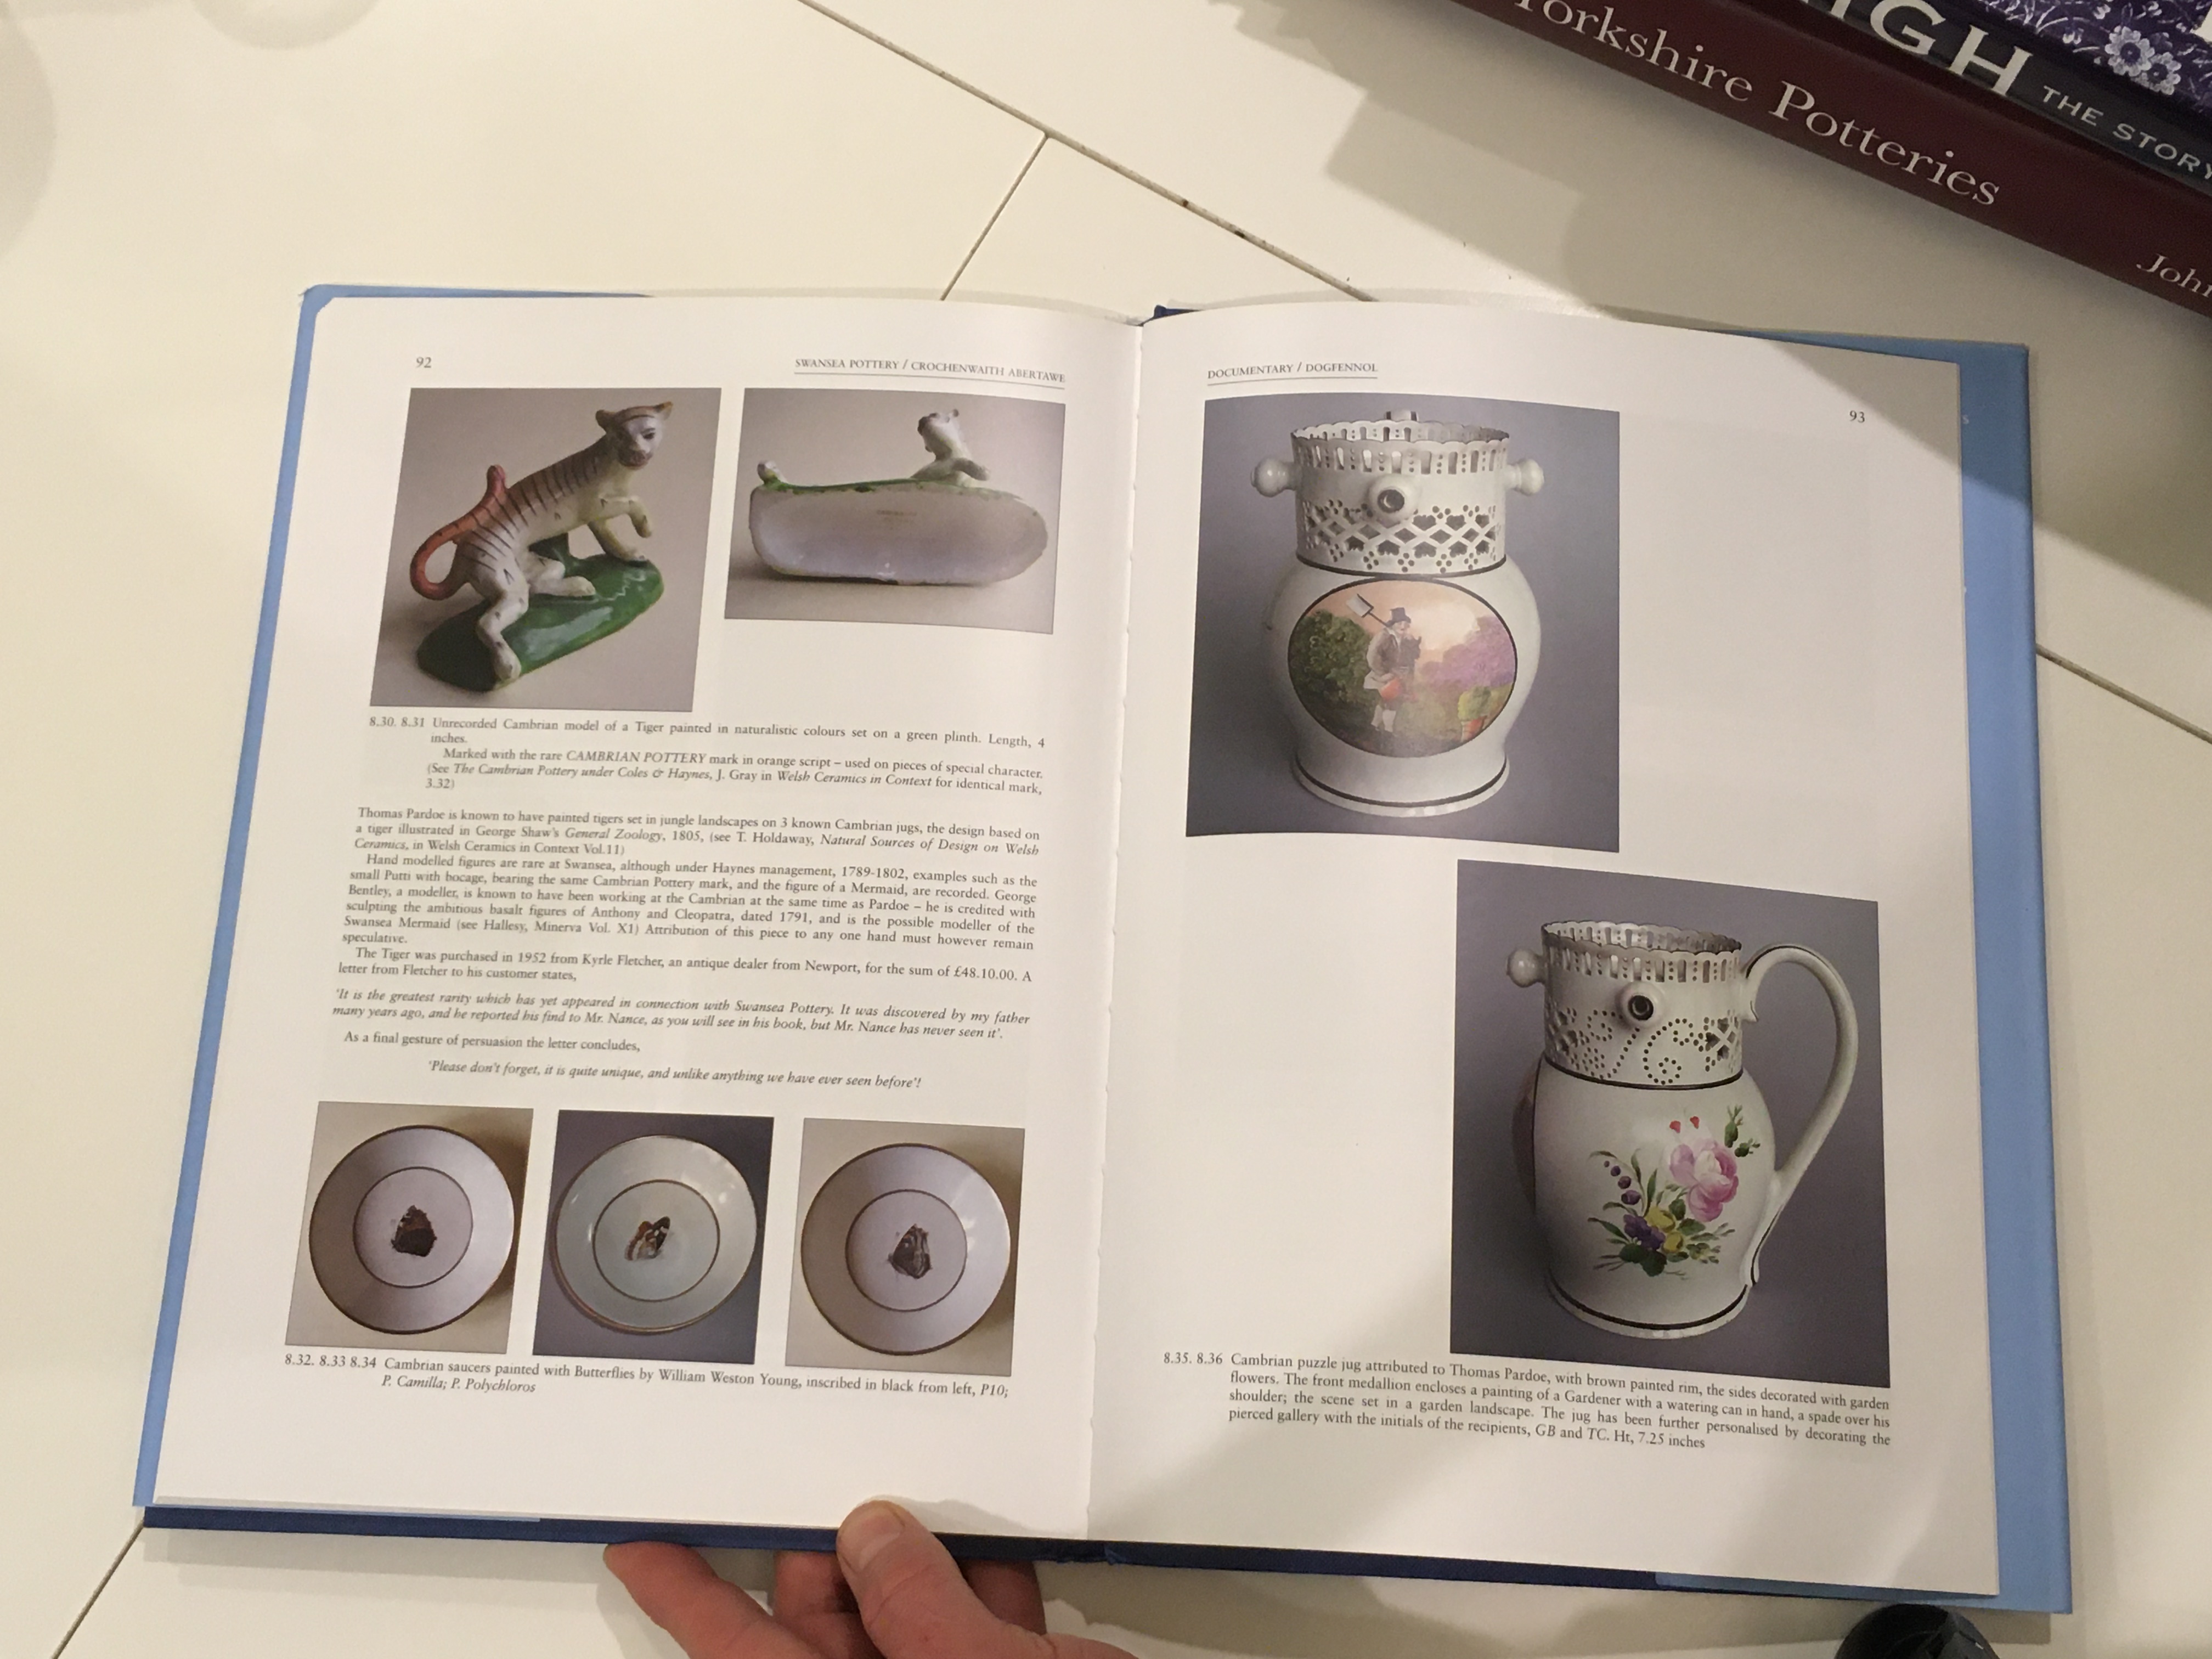 92
SWANSEA POTTERY / CROCHENWAITH ABERTAWE
8.30. 8.31 Unrecorded Cambrian model of a Tiger painted in naturalistic colours set on a green plinth. Length, 4
inches.
Marked with the rare CAMBRIAN POTTERY mark in orange script – used on pieces of special character.
(See The Cambrian Pottery under Coles & Haynes, J. Gray in Welsh Ceramics in Context for identical mark,
3.32)
Thomas Pardoe is known to have painted tigers set in jungle landscapes on 3 known Cambrian jugs, the design based on
a tiger illustrated in George Shaw's General Zoology, 1805, (see T. Holdaway, Natural Sources of Design on Welsh
Ceramics, in Welsh Ceramics in Context Vol.11)
Hand modelled figures are rare at Swansea, although under Haynes management, 1789-1802, examples such as the
small Putti with bocage, bearing the same Cambrian Pottery mark, and the figure of a Mermaid, are recorded. George
Bentley, a modeller, is known to have been working at the Cambrian at the same time as Pardoe – he is credited with
sculpting the ambitious basalt figures of Anthony and Cleopatra, dated 1791, and is the possible modeller of the
Swansea Mermaid (see Hallesy, Minerva Vol. X1) Attribution of this piece to any one hand must however remain
speculative.
The Tiger was purchased in 1952 from Kyrle Fletcher, an antique dealer from Newport, for the sum of £48.10.00. A
letter from Fletcher to his customer states,
'It is the greatest rarity which has yet appeared in connection with Swansea Pottery. It was discovered by my father
many years ago, and he reported his find to Mr. Nance, as you will see in his book, but Mr. Nance has never seen it'.
As a final gesture of persuasion the letter concludes,
'Please don't forget, it is quite unique, and unlike anything we have ever seen before'!
8.32. 8.33 8.34 Cambrian saucers painted with Butterflies by William Weston Young, inscribed in black from left, P10;
P. Camilla; P. Polychloros
DOCUMENTARY / DOGFENNOL
93
8.35. 8.36 Cambrian puzzle jug attributed to Thomas Pardoe, with brown painted rim, the sides decorated with garden
flowers. The front medallion encloses a painting of a Gardener with a watering can in hand, a spade over his
shoulder; the scene set in a garden landscape. The jug has been further personalised by decorating the
pierced gallery with the initials of the recipients, GB and TC. Ht, 7.25 inches
Yorkshire Potteries
John
THE STORY